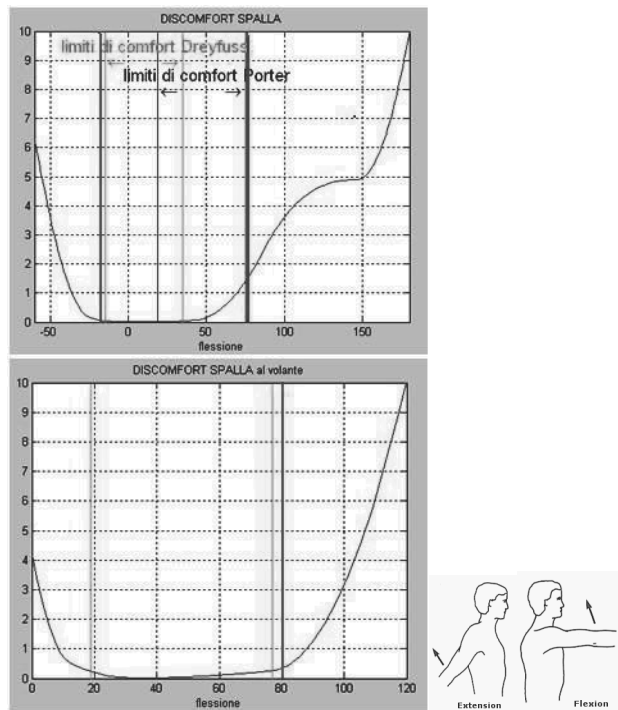 DISCOMFORT SPALLA
limiti di comfort Dreyfuss
limiti di comfort Porter
10
9
8
7
6
5
4
3
2
1
0
-50 0 50 100 150
flessione
DISCOMFORT SPALLA al volante
10
9
8
7
6
5
4
3
2
1
0
0 20 40 60 80 100 120
flessione
Extension Flexion